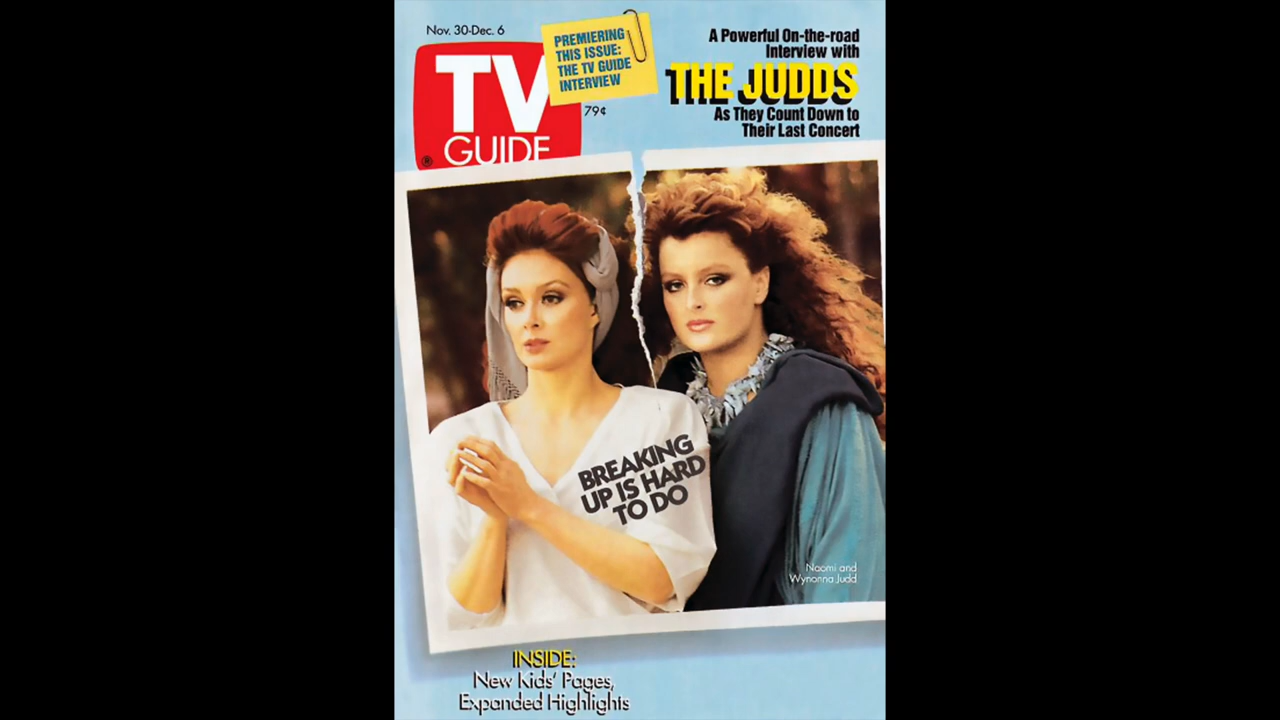 Nov. 30-Dec. 6
TV
GUIDE
®
PREMIERING
THIS ISSUE:
THE TV GUIDE
INTERVIEW
79¢
A Powerful On-the-road
Interview with
THE JUDDS
As They Count Down to
Their Last Concert
BREAKING
UP IS HARD
TO DO
Naomi and
Wynonna Judd
INSIDE:
New Kids' Pages,
Expanded Highlights